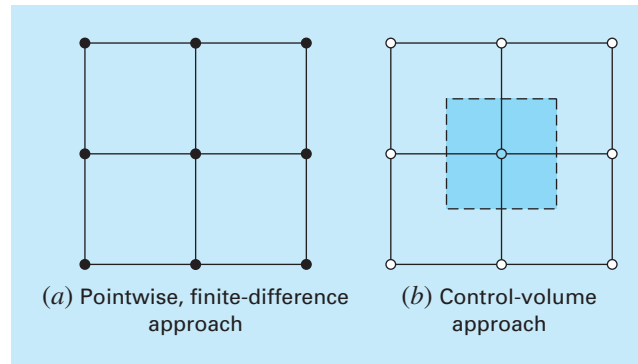 (a) Pointwise, finite-difference
approach
(b) Control-volume
approach